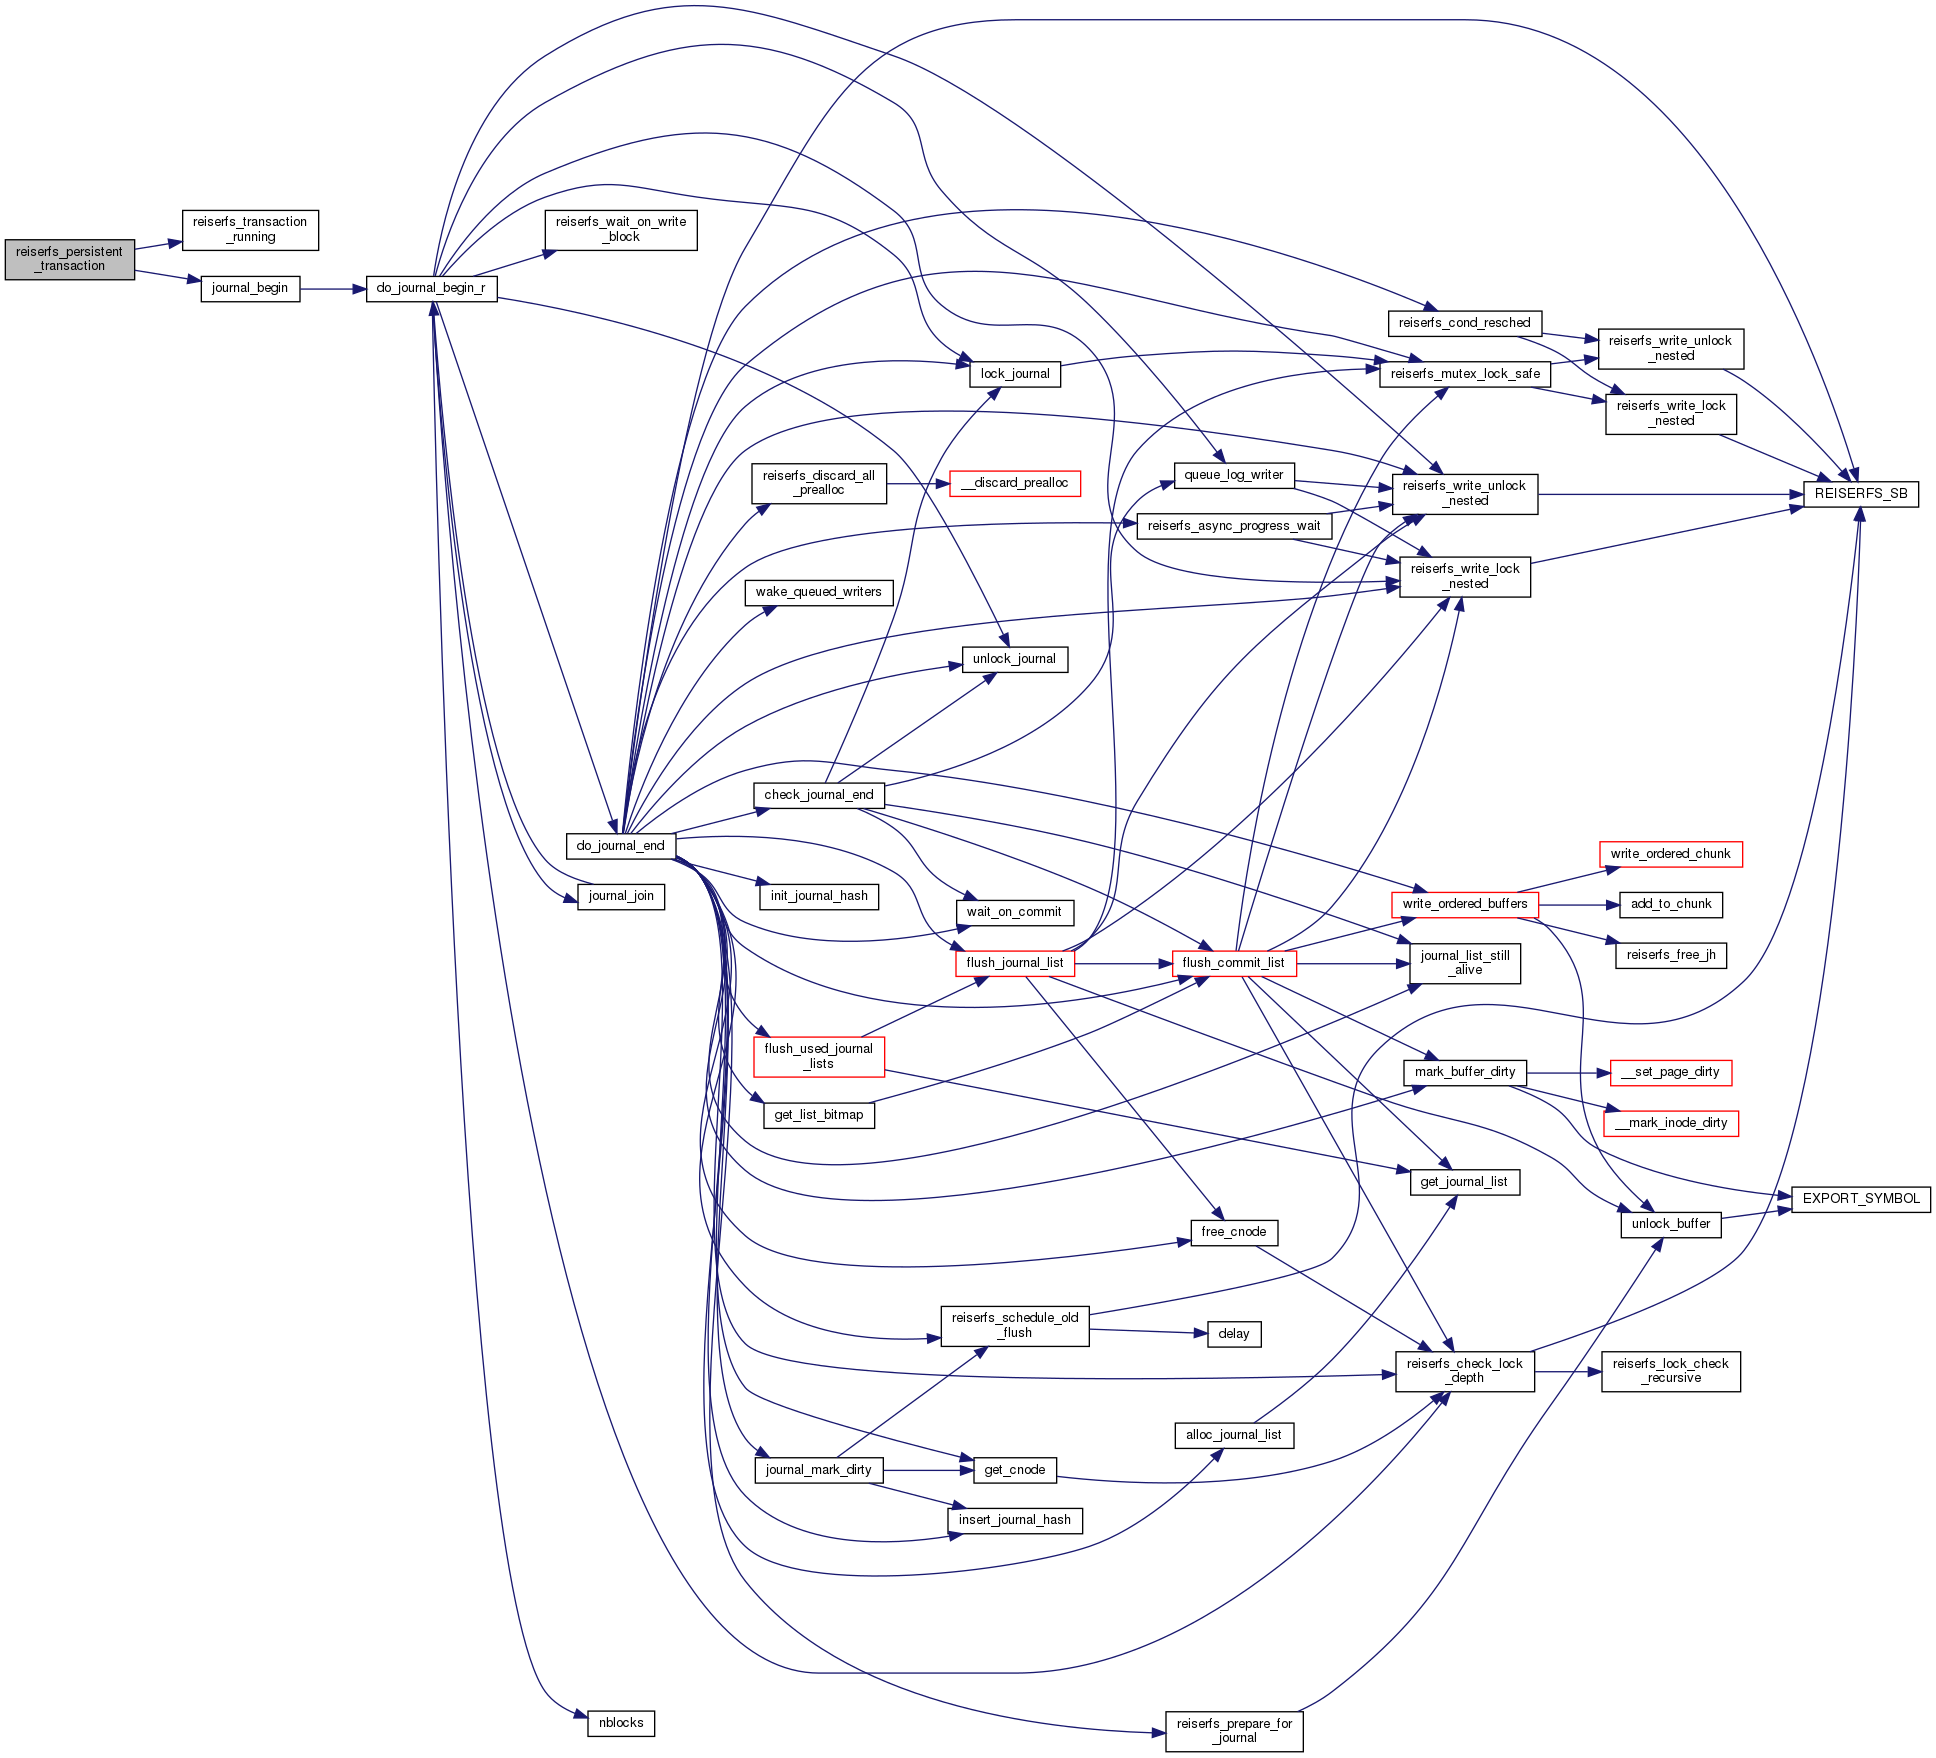 reiserfs_persistent
_transaction
reiserfs_transaction
_running
journal_begin
do_journal_begin_r
reiserfs_wait_on_write
_block
do_journal_end
journal_join
nblocks
reiserfs_discard_all
_prealloc
wake_queued_writers
check_journal_end
init_journal_hash
flush_used_journal
_lists
get_list_bitmap
journal_mark_dirty
lock_journal
__discard_prealloc
unlock_journal
wait_on_commit
flush_journal_list
reiserfs_schedule_old
_flush
get_cnode
insert_journal_hash
queue_log_writer
reiserfs_async_progress_wait
flush_commit_list
free_cnode
delay
alloc_journal_list
reiserfs_prepare_for
_journal
reiserfs_cond_resched
reiserfs_mutex_lock_safe
reiserfs_write_unlock
_nested
reiserfs_write_lock
_nested
write_ordered_buffers
journal_list_still
_alive
mark_buffer_dirty
get_journal_list
reiserfs_check_lock
_depth
reiserfs_write_unlock
_nested
reiserfs_write_lock
_nested
write_ordered_chunk
add_to_chunk
reiserfs_free_jh
__set_page_dirty
__mark_inode_dirty
unlock_buffer
reiserfs_lock_check
_recursive
REISERFS_SB
EXPORT_SYMBOL